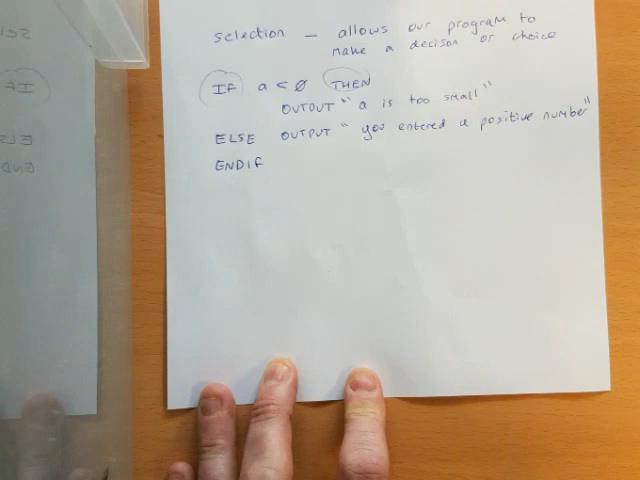 selection — allows our program to
make a decison or choice
IF a < Ø THEN
OUTPUT "a is too small"
ELSE OUTPUT "you entered a positive number"
ENDIF